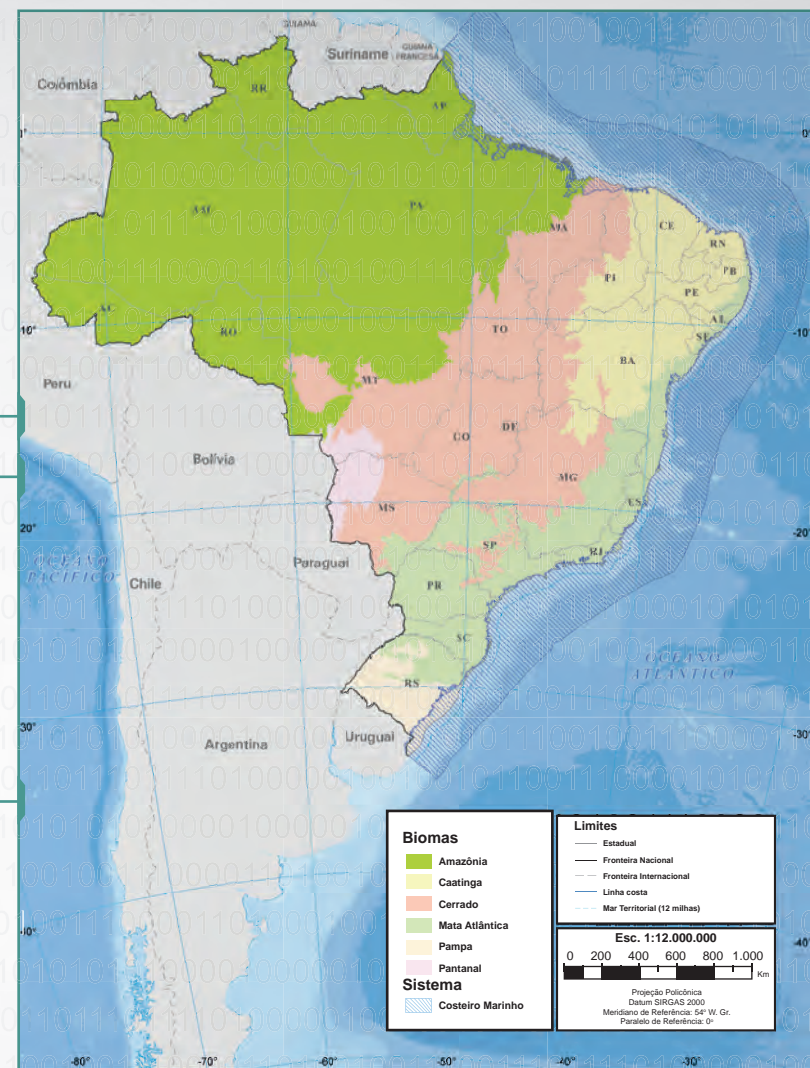 GUIANA
Suriname
GUIANA
FRANCESA
Colômbia
RR
AP
0°
0°
AM
PA
MA
CE
RN
PB
PI
PE
AL
SE
AC
RO
TO
10°
-10°
BA
Peru
MT
GO
DF
Bolívia
MG
MS
ES
20°
-20°
SP
RJ
OCEANO
PACÍFICO
Paraguai
Chile
PR
SC
OCEANO
ATLÂNTICO
RS
30°
-30°
Argentina
Uruguai
Biomas
Amazônia
Caatinga
Cerrado
Mata Atlântica
Pampa
Pantanal
Sistema
Costeiro Marinho
Limites
Estadual
Fronteira Nacional
Fronteira Internacional
Linha costa
Mar Territorial (12 milhas)
Esc. 1:12.000.000
0 200 400 600 800 1.000
Km
Projeção Policônica
Datum SIRGAS 2000
Meridiano de Referência: 54° W. Gr.
Paralelo de Referência: 0º
-40°
-40°
-80° -70° -60° -50° -40° -30°